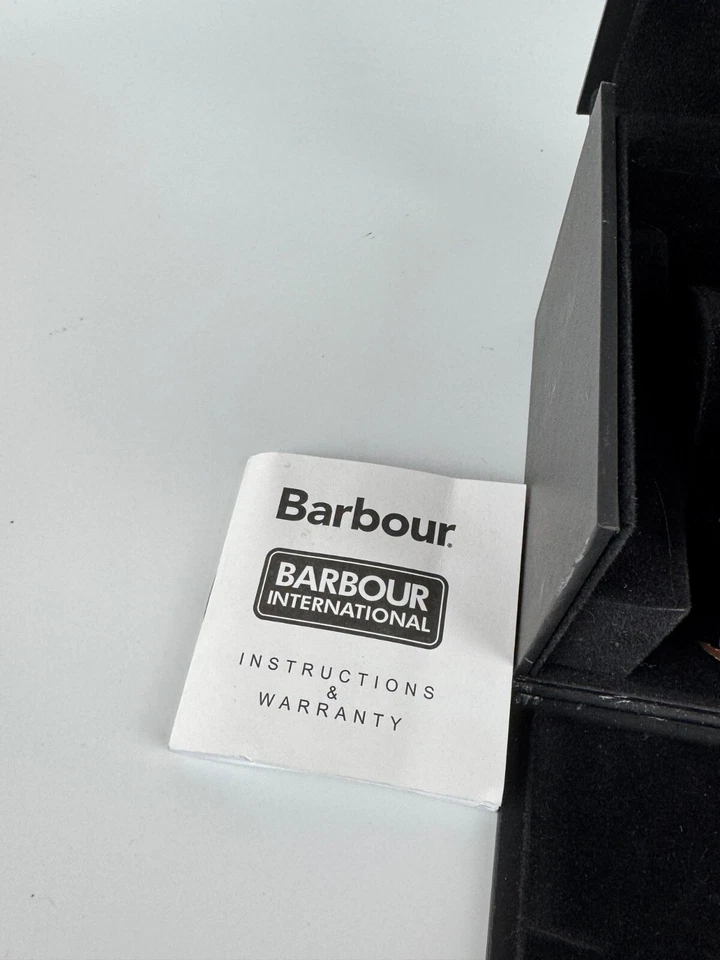 Barbour.
BARBOUR
INTERNATIONAL
INSTRUCTIONS
&
WARRANTY